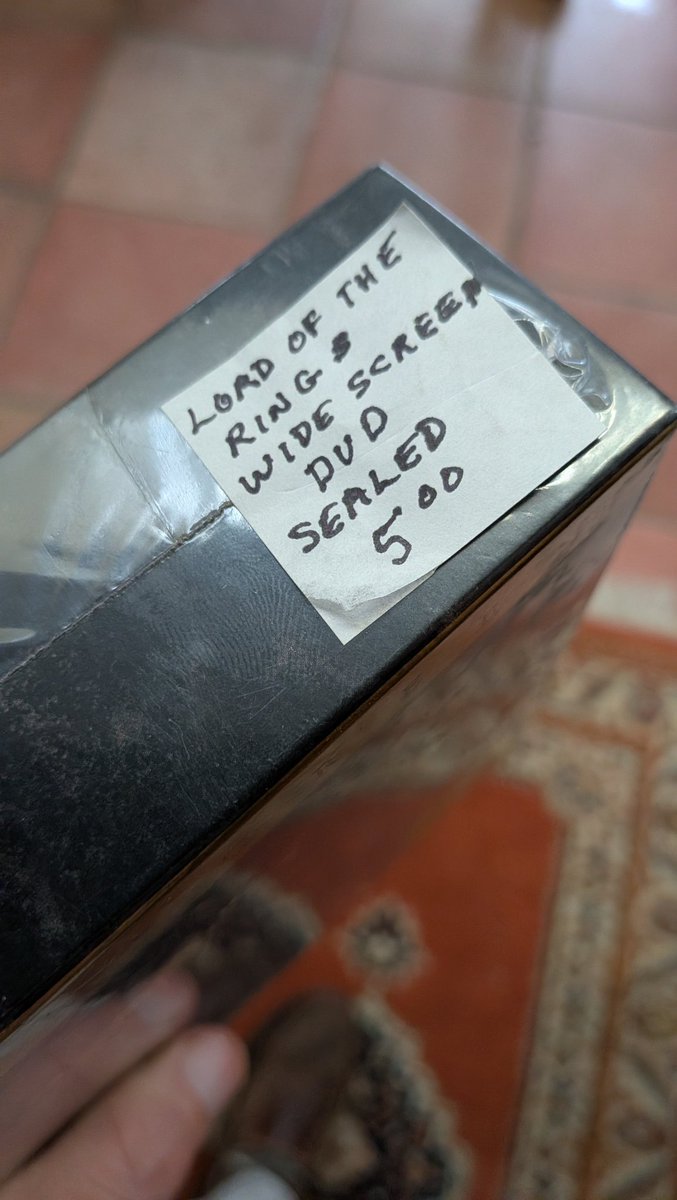 LORD OF THE
RINGS
WIDE SCREEN
DVD
SEALED
5 00